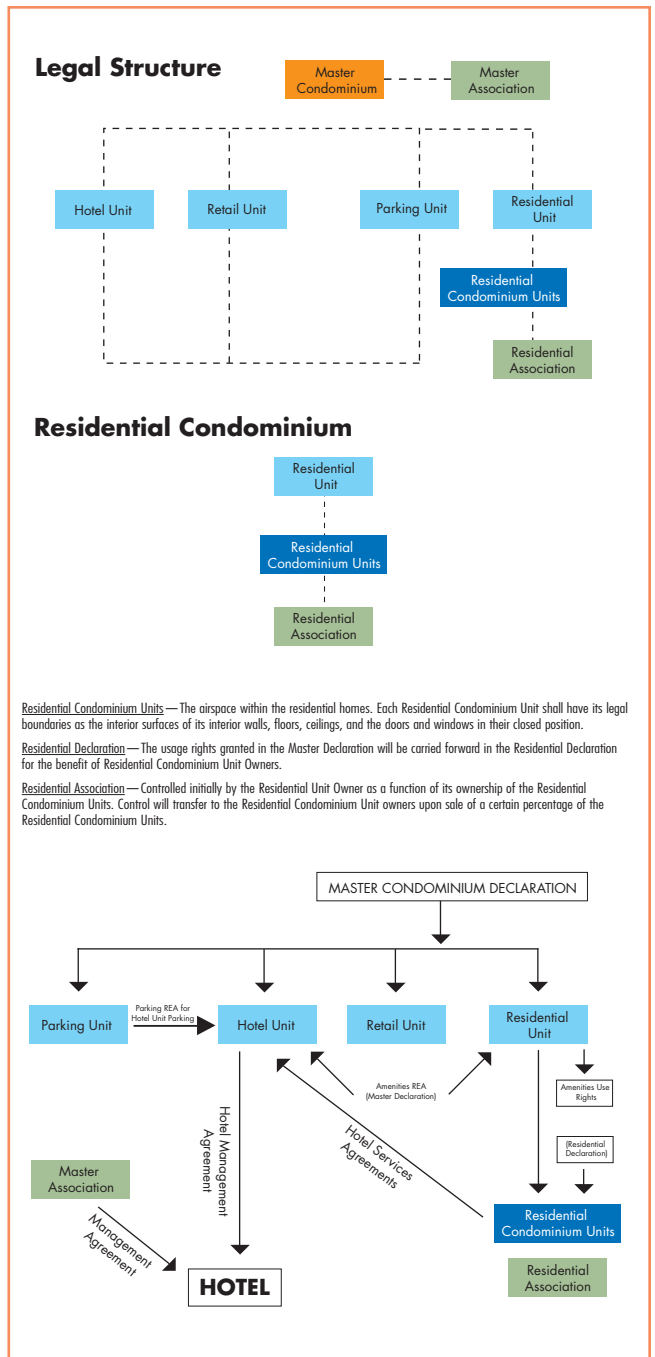 Legal Structure
Master
Condominium
Master
Association
Hotel Unit
Retail Unit
Parking Unit
Residential
Unit
Residential
Condominium Units
Residential
Association
Residential Condominium
Residential
Unit
Residential
Condominium Units
Residential
Association
Residential Condominium Units — The airspace within the residential homes. Each Residential Condominium Unit shall have its legal
boundaries as the interior surfaces of its interior walls, floors, ceilings, and the doors and windows in their closed position.
Residential Declaration — The usage rights granted in the Master Declaration will be carried forward in the Residential Declaration
for the benefit of Residential Condominium Unit Owners.
Residential Association — Controlled initially by the Residential Unit Owner as a function of its ownership of the Residential
Condominium Units. Control will transfer to the Residential Condominium Unit owners upon sale of a certain percentage of the
Residential Condominium Units.
MASTER CONDOMINIUM DECLARATION
Parking Unit
Parking REA for
Hotel Unit Parking
Hotel Unit
Retail Unit
Residential
Unit
Amenities REA
(Master Declaration)
Amenities Use
Rights
Hotel Management
Agreement
Hotel Services
Agreements
(Residential
Declaration)
Master
Association
Management
Agreement
Residential
Condominium Units
HOTEL
Residential
Association